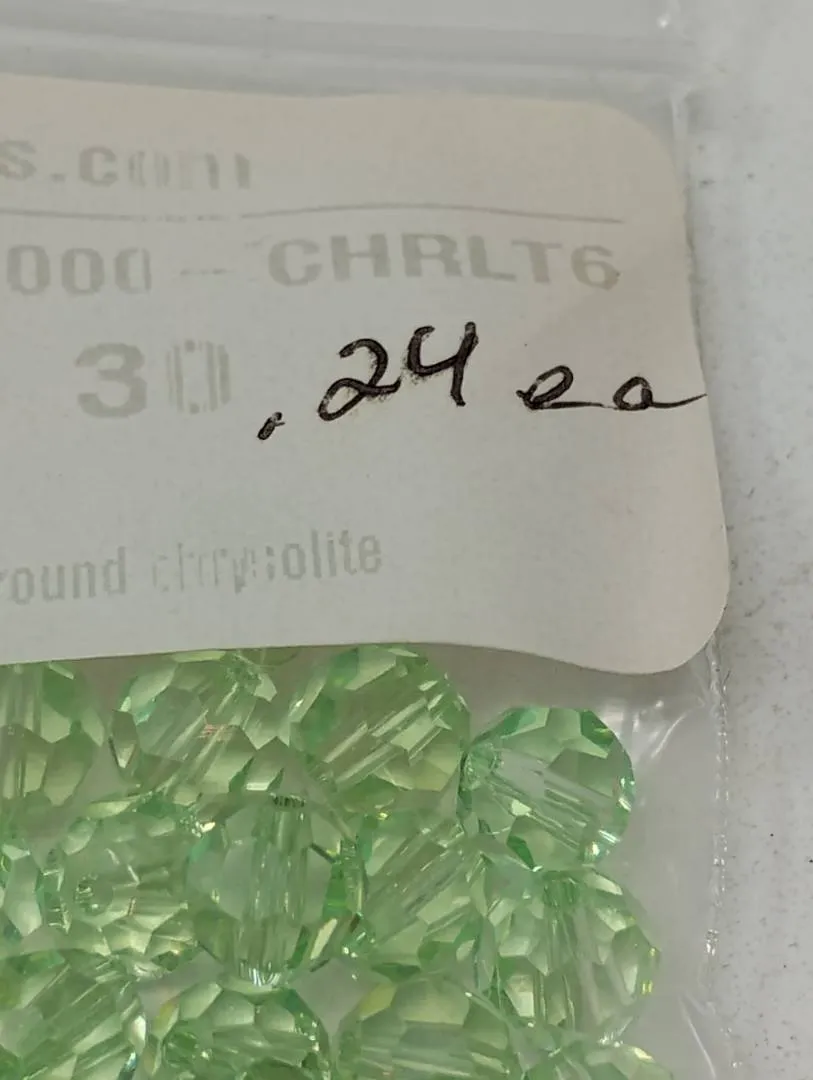 s.com
000 - CHRLT6
30 .24 ea
round chrysolite